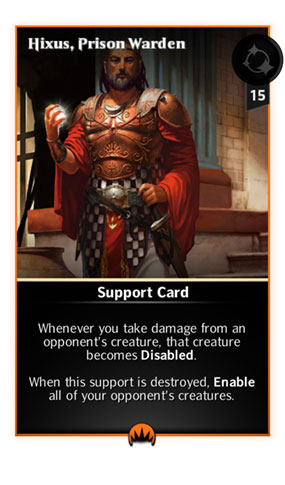 Hixus, Prison Warden
15
Support Card
Whenever you take damage from an
opponent's creature, that creature
becomes Disabled.
When this support is destroyed, Enable
all of your opponent's creatures.